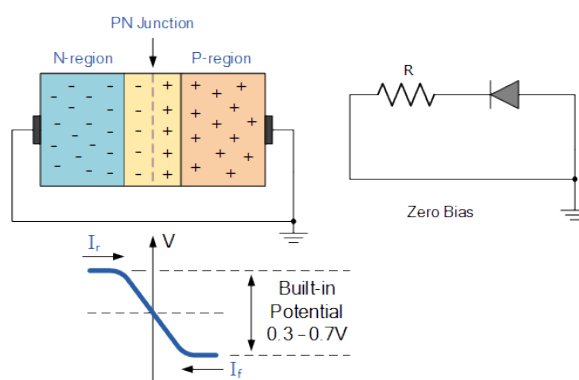 PN Junction
N-region
P-region
R
Zero Bias
V
Ir
Built-in
Potential
0.3 – 0.7V
If